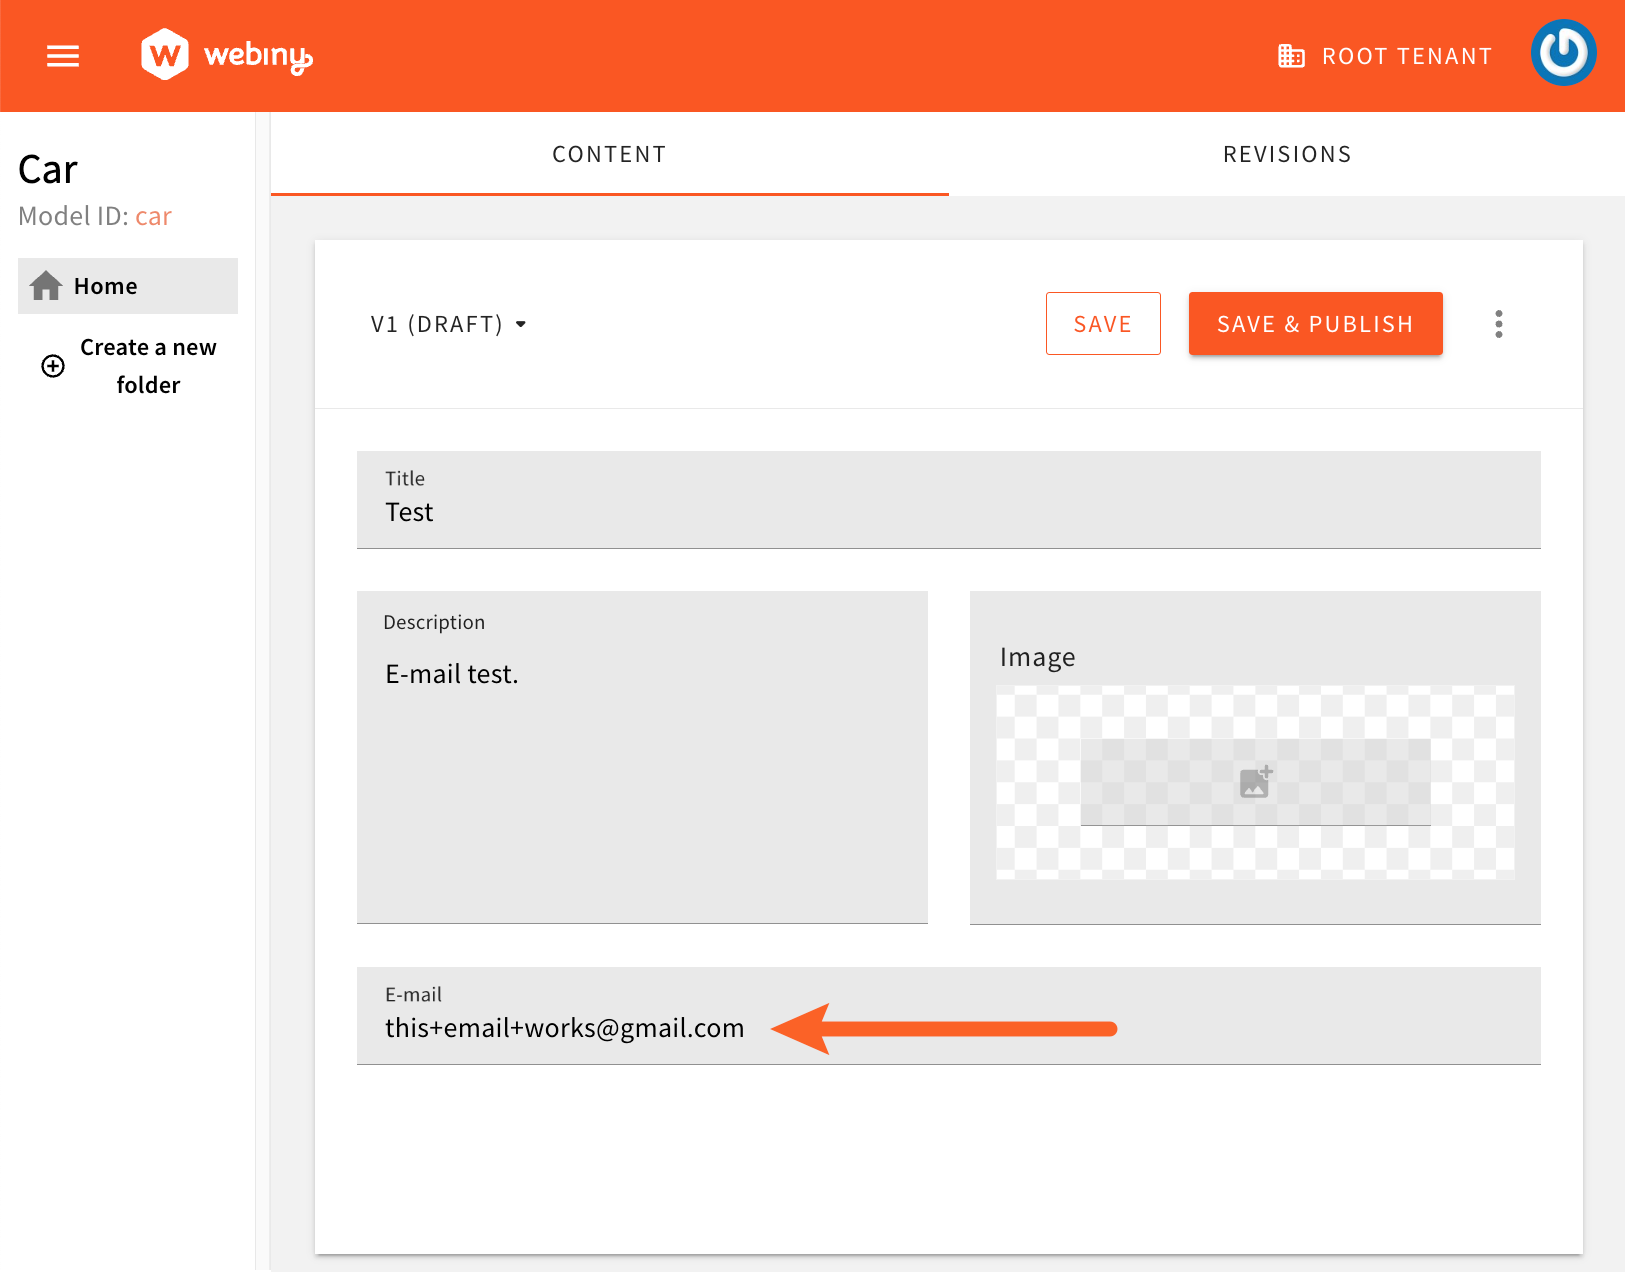 webiny
ROOT TENANT
Car
Model ID: car
Home
Create a new
folder
CONTENT
REVISIONS
V1 (DRAFT)
SAVE
SAVE & PUBLISH
Title
Test
Description
E-mail test.
Image
E-mail
this+email+works@gmail.com